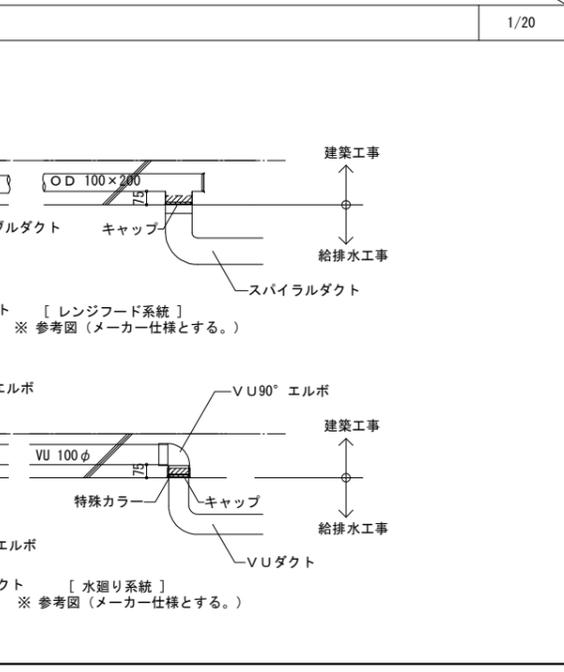 1/20
建築工事
OD 100×200
75
ブルダクト
キャップ
給排水工事
スパイラルダクト
ト [ レンジフード系統 ]
※ 参考図(メーカー仕様とする。)
エルボ
VU90° エルボ
建築工事
VU 100φ
75
特殊カラー
キャップ
給排水工事
エルボ
VUダクト
クト [ 水廻り系統 ]
※ 参考図(メーカー仕様とする。)